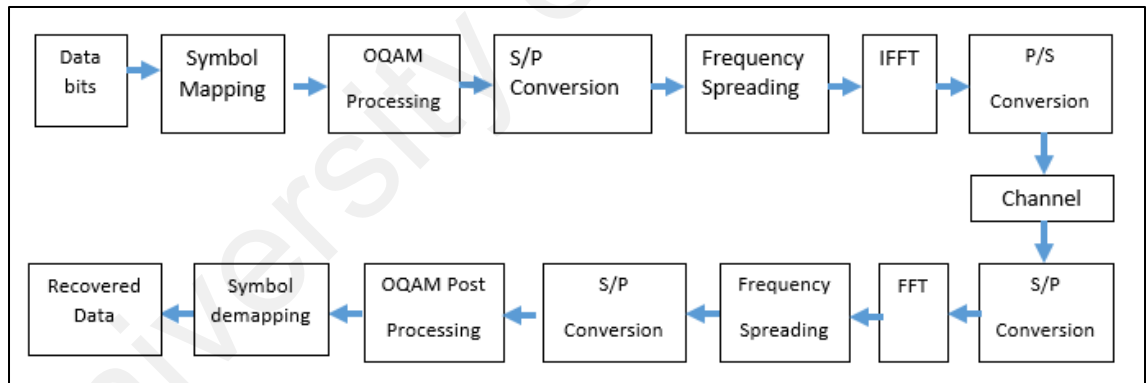 Data
bits
Symbol
Mapping
OQAM
Processing
S/P
Conversion
Frequency
Spreading
IFFT
P/S
Conversion
Channel
Recovered
Data
Symbol
demapping
OQAM Post
Processing
S/P
Conversion
Frequency
Spreading
FFT
S/P
Conversion
University